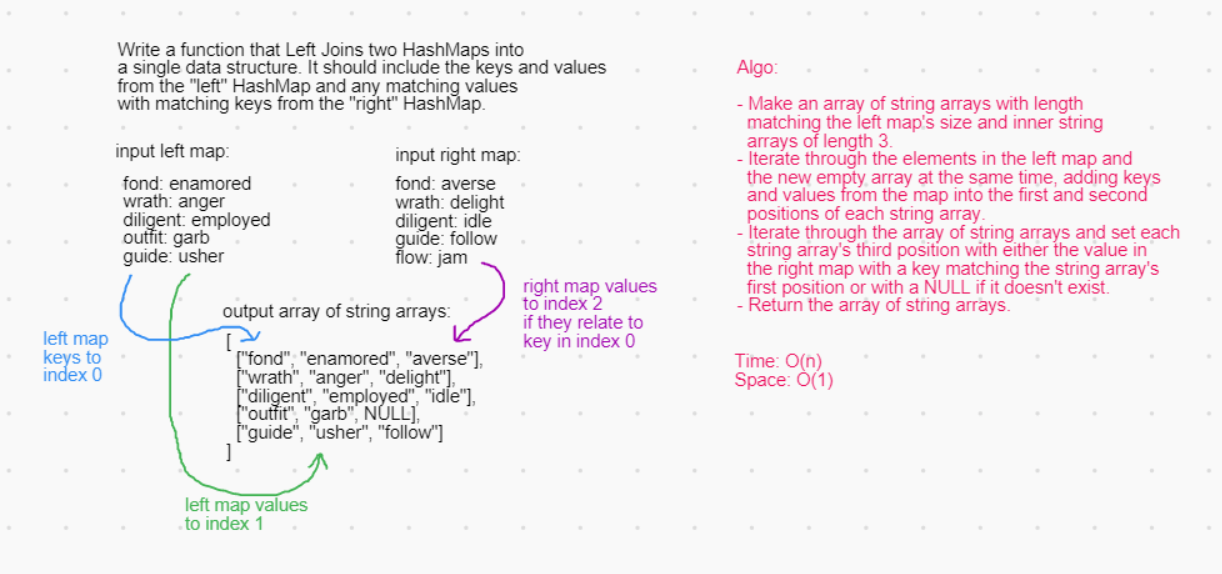 Write a function that Left Joins two HashMaps into
a single data structure. It should include the keys and values
from the "left" HashMap and any matching values
with matching keys from the "right" HashMap.
input left map:
fond: enamored
wrath: anger
diligent: employed
outfit: garb
guide: usher
input right map:
fond: averse
wrath: delight
diligent: idle
guide: follow
flow: jam
right map values
to index 2
if they relate to
key in index 0
left map
keys to
index 0
output array of string arrays:
[
["fond", "enamored", "averse"],
["wrath", "anger", "delight"],
["diligent", "employed", "idle"],
["outfit", "garb", NULL],
["guide", "usher", "follow"]
]
left map values
to index 1
Algo:
- Make an array of string arrays with length
matching the left map's size and inner string
arrays of length 3.
- Iterate through the elements in the left map and
the new empty array at the same time, adding keys
and values from the map into the first and second
positions of each string array.
- Iterate through the array of string arrays and set each
string array's third position with either the value in
the right map with a key matching the string array's
first position or with a NULL if it doesn't exist.
- Return the array of string arrays.
Time: O(n)
Space: O(1)